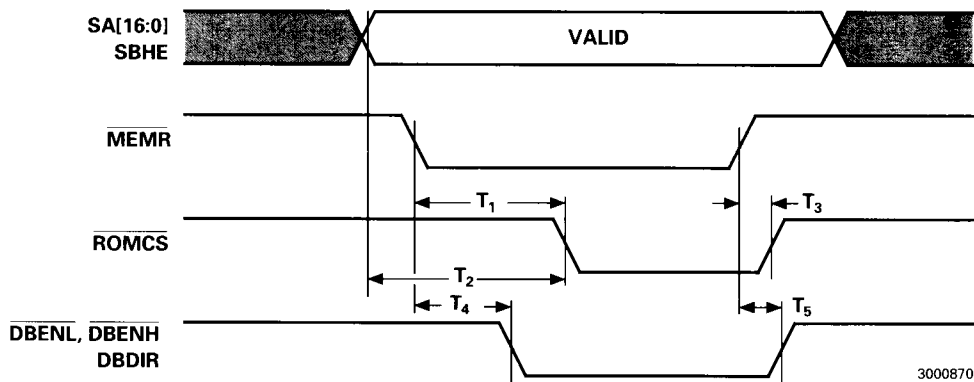 SA[16:0]
SBHE
VALID
MEMR
T₁
T₃
ROMCS
T₂
T₄
T₅
DBENL, DBENH
DBDIR
3000870